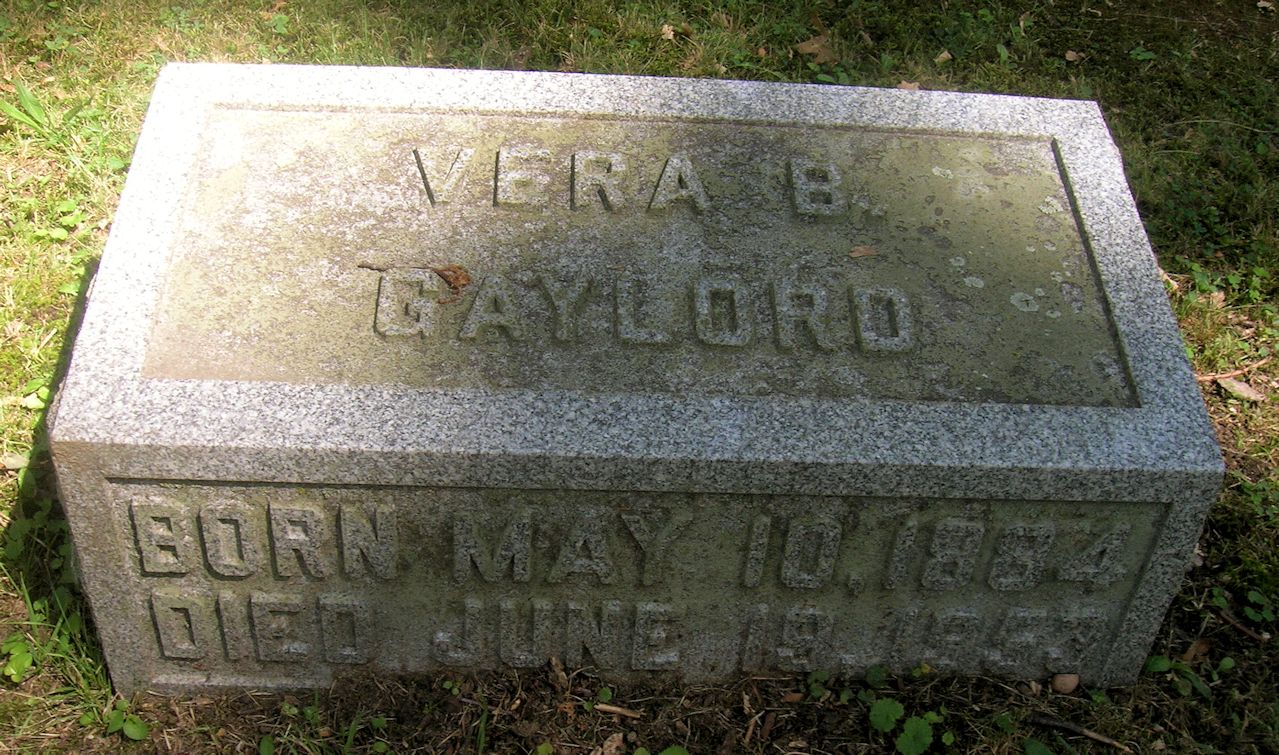 VERA B.
GAYLORD
BORN MAY 10, 1884
DIED JUNE 19,